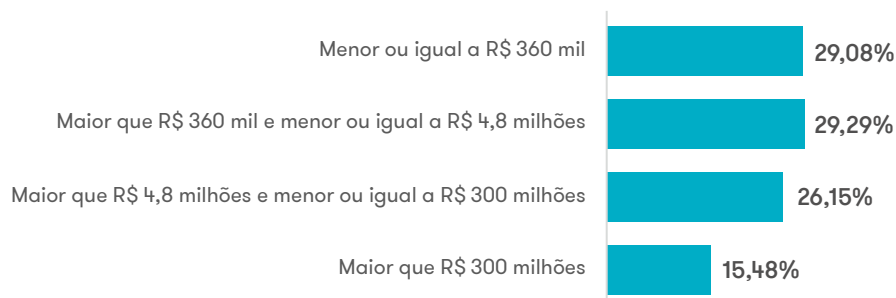 Menor ou igual a R$ 360 mil 29,08%
Maior que R$ 360 mil e menor ou igual a R$ 4,8 milhões 29,29%
Maior que R$ 4,8 milhões e menor ou igual a R$ 300 milhões 26,15%
Maior que R$ 300 milhões 15,48%